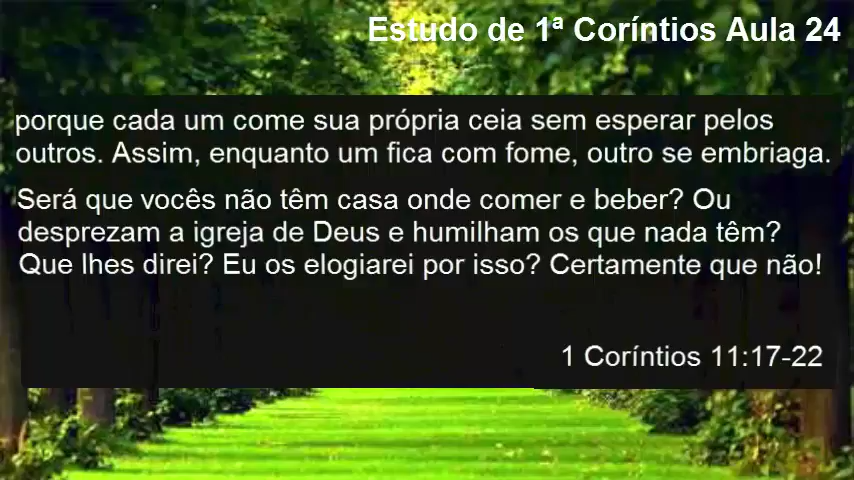 Estudo de 1ª Coríntios Aula 24
porque cada um come sua própria ceia sem esperar pelos
outros. Assim, enquanto um fica com fome, outro se embriaga.
Será que vocês não têm casa onde comer e beber? Ou
desprezam a igreja de Deus e humilham os que nada têm?
Que lhes direi? Eu os elogiarei por isso? Certamente que não!
1 Coríntios 11:17-22